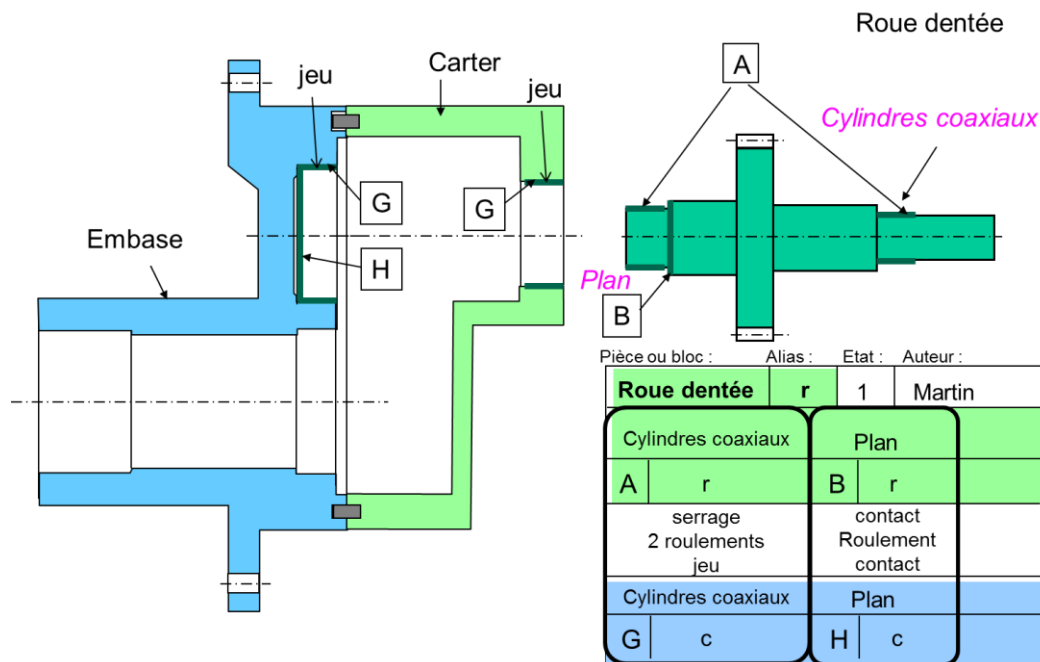 Roue dentée
Carter
jeu
jeu
A
Cylindres coaxiaux
G
G
Embase
H
Plan
B
Pièce ou bloc : Alias : Etat : Auteur :
Roue dentée r 1 Martin
Cylindres coaxiaux Plan
A r B r
serrage contact
2 roulements Roulement
jeu contact
Cylindres coaxiaux Plan
G c H c